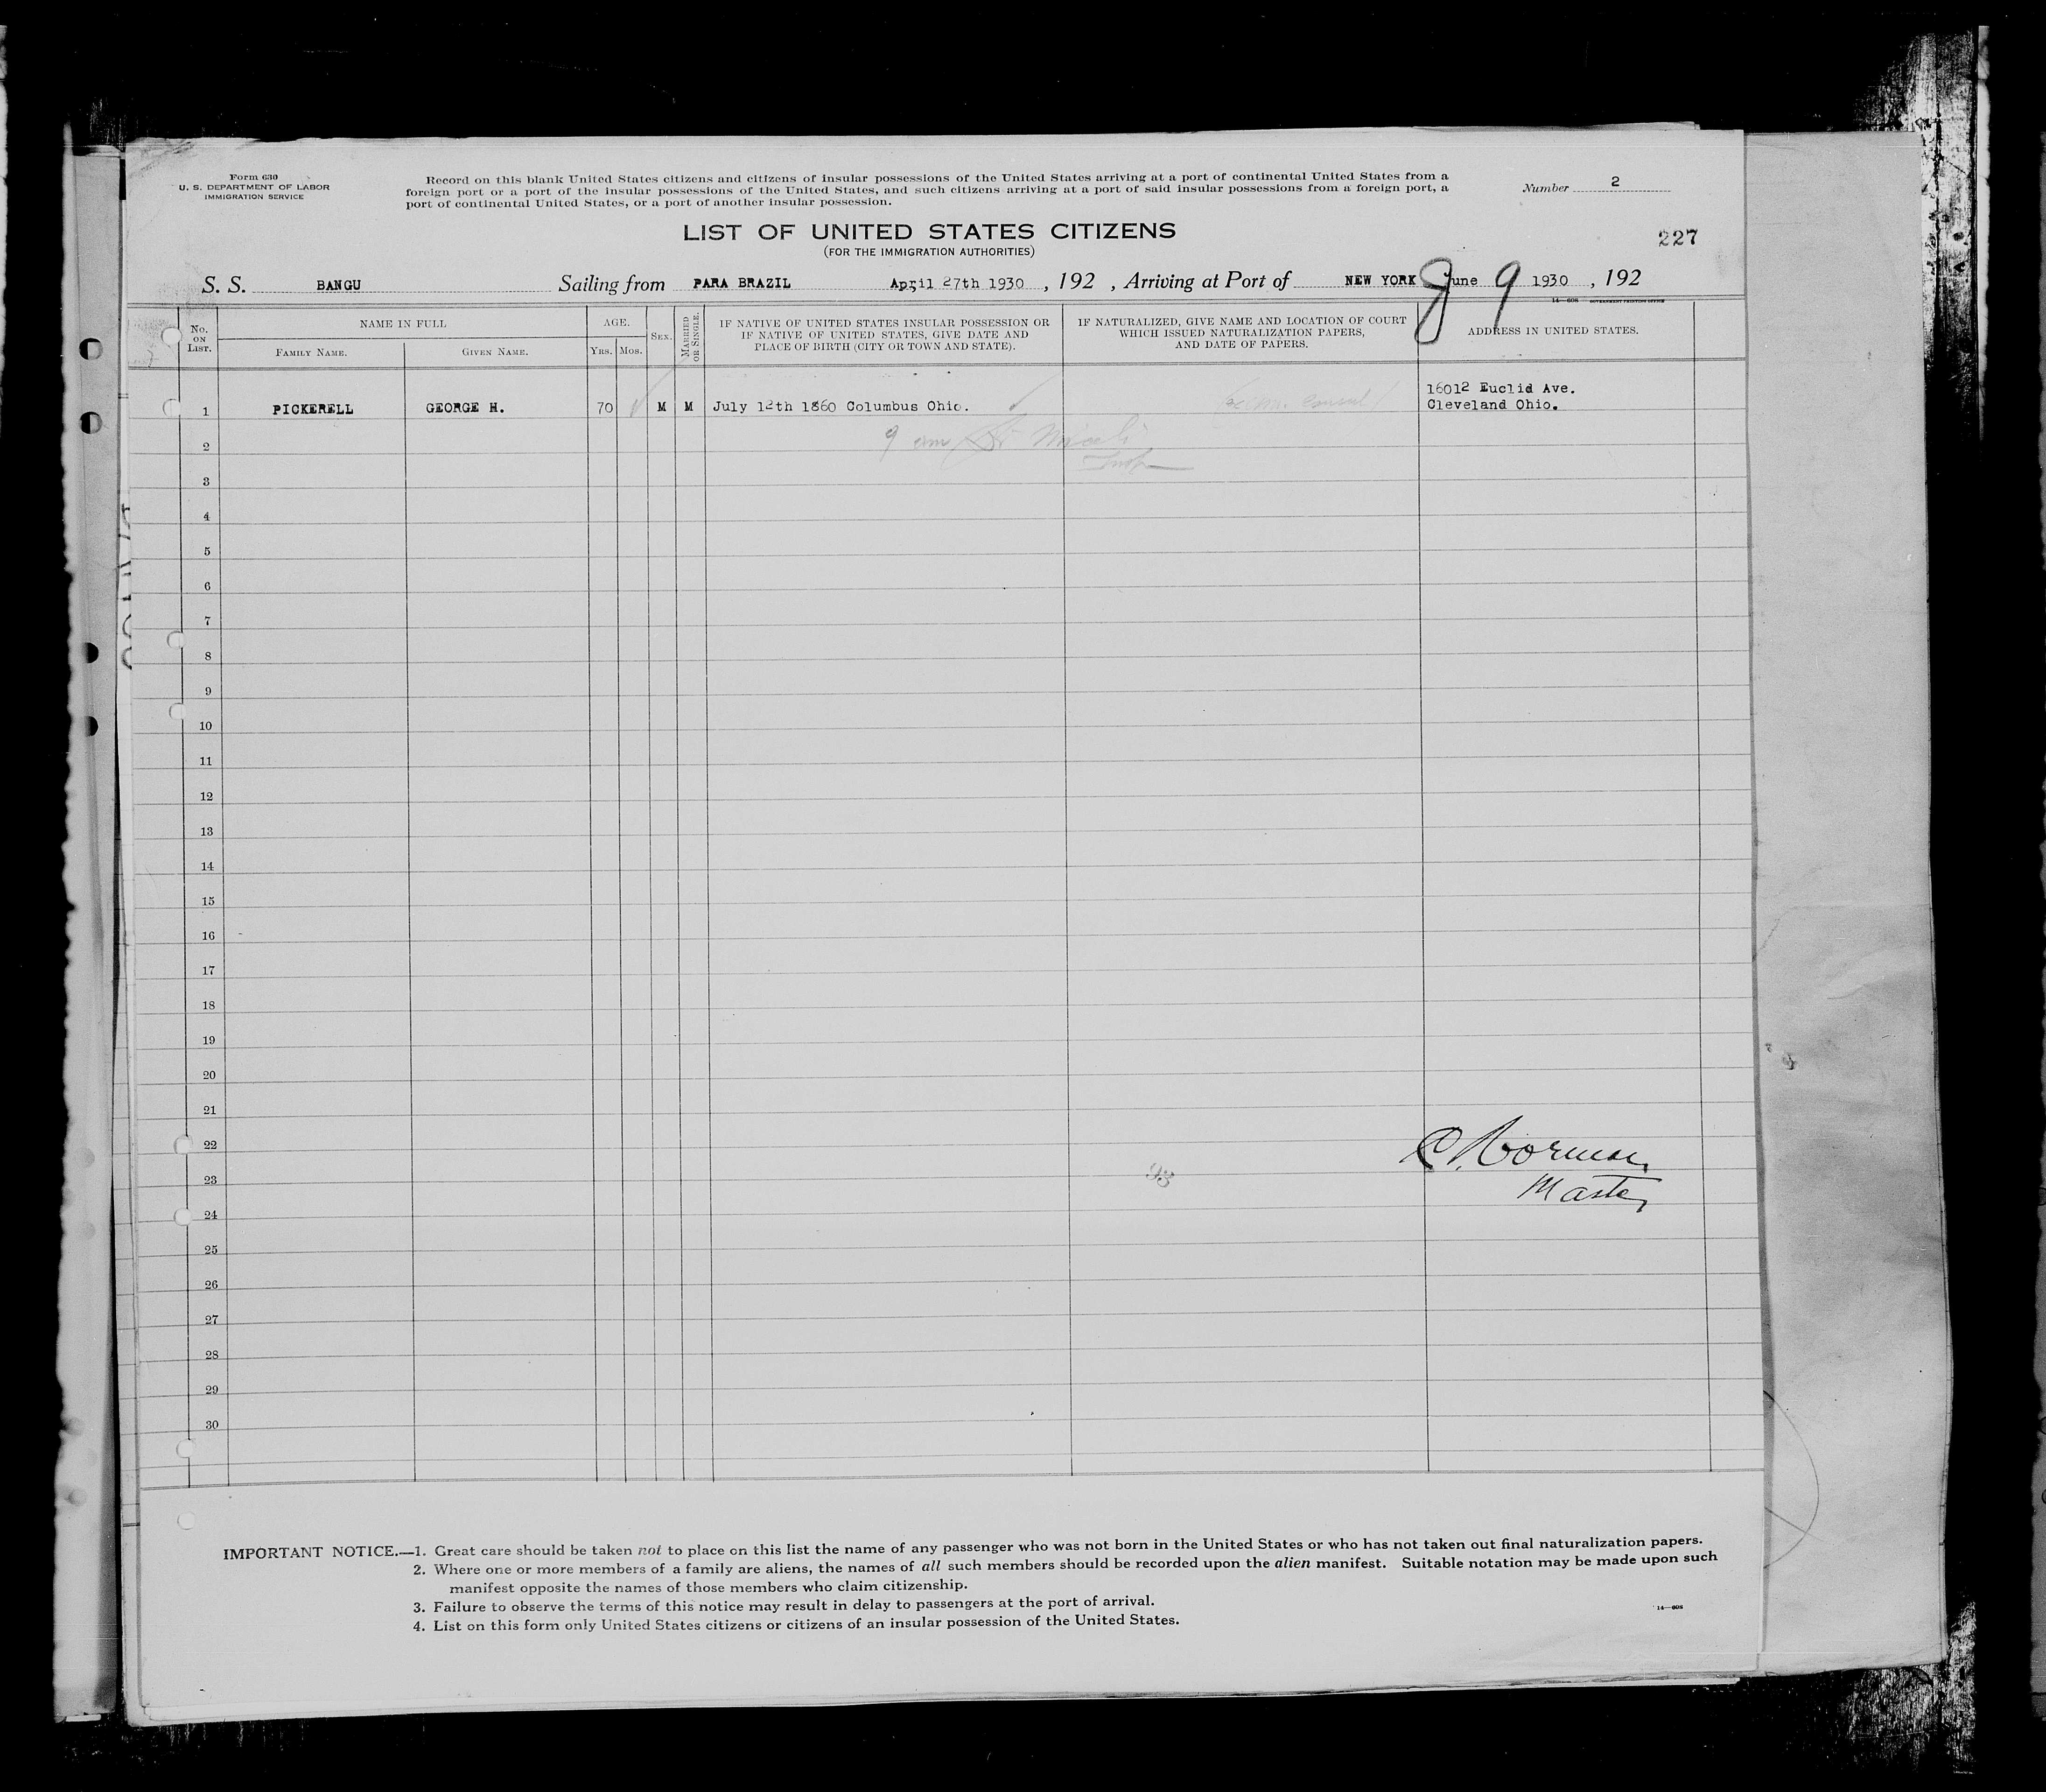 Form 630
U. S. DEPARTMENT OF LABOR
IMMIGRATION SERVICE
Record on this blank United States citizens and citizens of insular possessions of the United States arriving at a port of continental United States from a
foreign port or a port of the insular possessions of the United States, and such citizens arriving at a port of said insular possessions from a foreign port, a
port of continental United States, or a port of another insular possession.
Number 2
LIST OF UNITED STATES CITIZENS
(FOR THE IMMIGRATION AUTHORITIES)
227
S. S. BANGU Sailing from PARA BRAZIL April 27th 1930 , 192 , Arriving at Port of NEW YORK June 9 1930 , 192
14—608 GOVERNMENT PRINTING OFFICE
No. ON LIST.
NAME IN FULL
FAMILY NAME.
GIVEN NAME.
AGE.
Yrs.
Mos.
SEX.
MARRIED OR SINGLE.
IF NATIVE OF UNITED STATES INSULAR POSSESSION OR
IF NATIVE OF UNITED STATES, GIVE DATE AND
PLACE OF BIRTH (CITY OR TOWN AND STATE).
IF NATURALIZED, GIVE NAME AND LOCATION OF COURT
WHICH ISSUED NATURALIZATION PAPERS,
AND DATE OF PAPERS.
ADDRESS IN UNITED STATES.
1 PICKERELL GEORGE H. 70 M M July 12th 1860 Columbus Ohio.
16012 Euclid Ave.
Cleveland Ohio.
9 am
2
3
4
5
6
7
8
9
10
11
12
13
14
15
16
17
18
19
20
21
22
23
24
25
26
27
28
29
30
Master
IMPORTANT NOTICE.—1. Great care should be taken not to place on this list the name of any passenger who was not born in the United States or who has not taken out final naturalization papers.
2. Where one or more members of a family are aliens, the names of all such members should be recorded upon the alien manifest. Suitable notation may be made upon such
manifest opposite the names of those members who claim citizenship.
3. Failure to observe the terms of this notice may result in delay to passengers at the port of arrival.
4. List on this form only United States citizens or citizens of an insular possession of the United States.
14—608